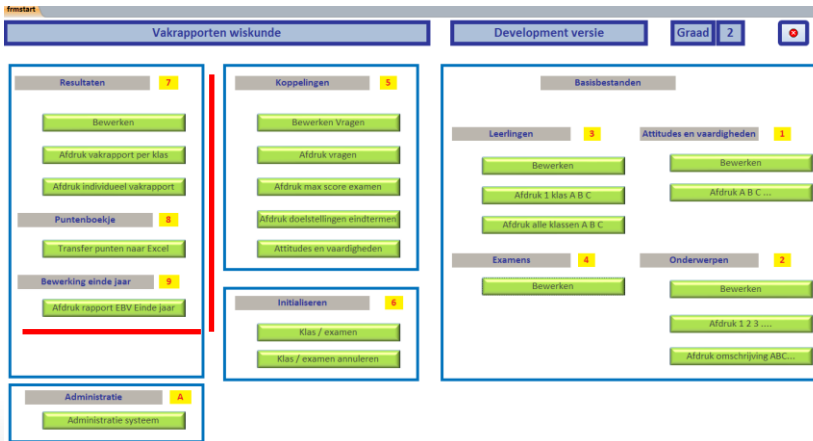 frmstart
Vakrapporten wiskunde
Development versie
Graad 2
Resultaten 7
Bewerken
Afdruk vakrapport per klas
Afdruk individueel vakrapport
Puntenboekje 8
Transfer punten naar Excel
Bewerking einde jaar 9
Afdruk rapport EBV Einde jaar
Administratie A
Administratie systeem
Koppelingen 5
Bewerken Vragen
Afdruk vragen
Afdruk max score examen
Afdruk doelstellingen eindtermen
Attitudes en vaardigheden
Initialiseren 6
Klas / examen
Klas / examen annuleren
Basisbestanden
Leerlingen 3
Bewerken
Afdruk 1 klas A B C
Afdruk alle klassen A B C
Examens 4
Bewerken
Attitudes en vaardigheden 1
Bewerken
Afdruk A B C ...
Onderwerpen 2
Bewerken
Afdruk 1 2 3 ....
Afdruk omschrijving ABC...